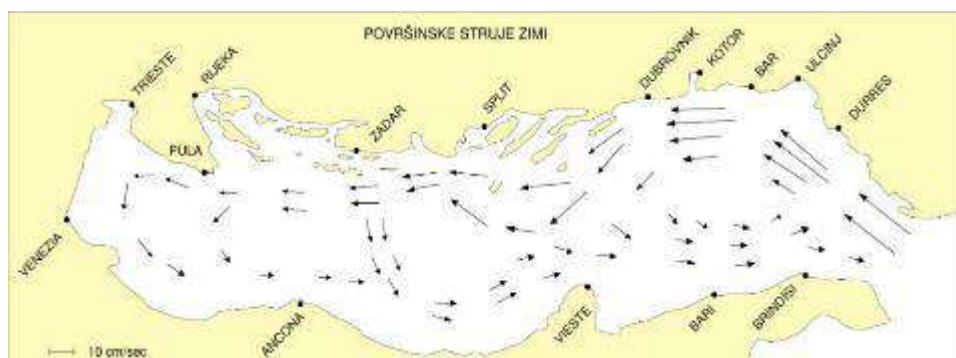 POVRŠINSKE STRUJE ZIMI
TRIESTE
RIJEKA
PULA
ZADAR
SPLIT
DUBROVNIK
KOTOR
BAR
ULCINJ
DURRES
VENEZIA
ANCONA
VIESTE
BARI
BRINDISI
10 cm/sec.